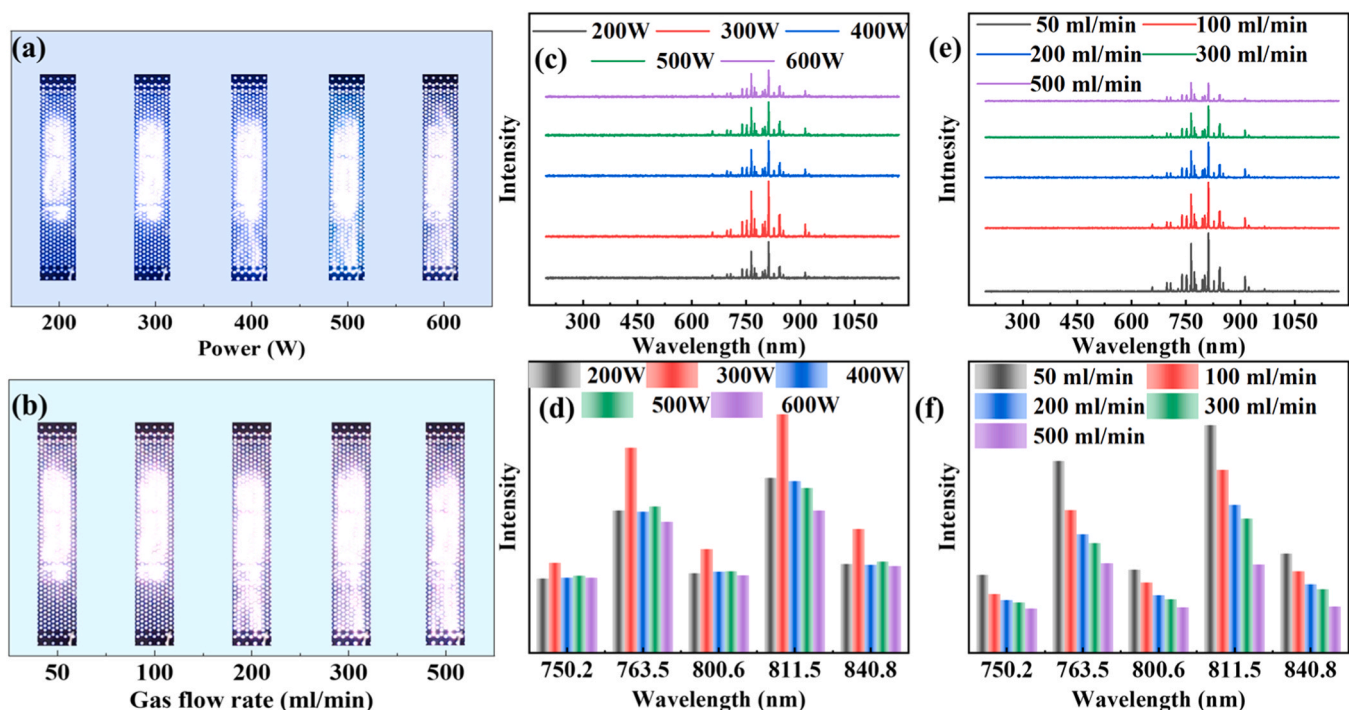 (a)
200 300 400 500 600
Power (W)
(b)
50 100 200 300 500
Gas flow rate (ml/min)
200W 300W 400W
(c)
500W 600W
Intensity
300 450 600 750 900 1050
Wavelength (nm)
200W 300W 400W
(d)
500W 600W
Intensity
750.2 763.5 800.6 811.5 840.8
Wavelength (nm)
50 ml/min 100 ml/min
(e)
200 ml/min 300 ml/min
500 ml/min
Intnesity
300 450 600 750 900 1050
Wavelength (nm)
50 ml/min 100 ml/min
(f)
200 ml/min 300 ml/min
500 ml/min
Intensity
750.2 763.5 800.6 811.5 840.8
Wavelength (nm)